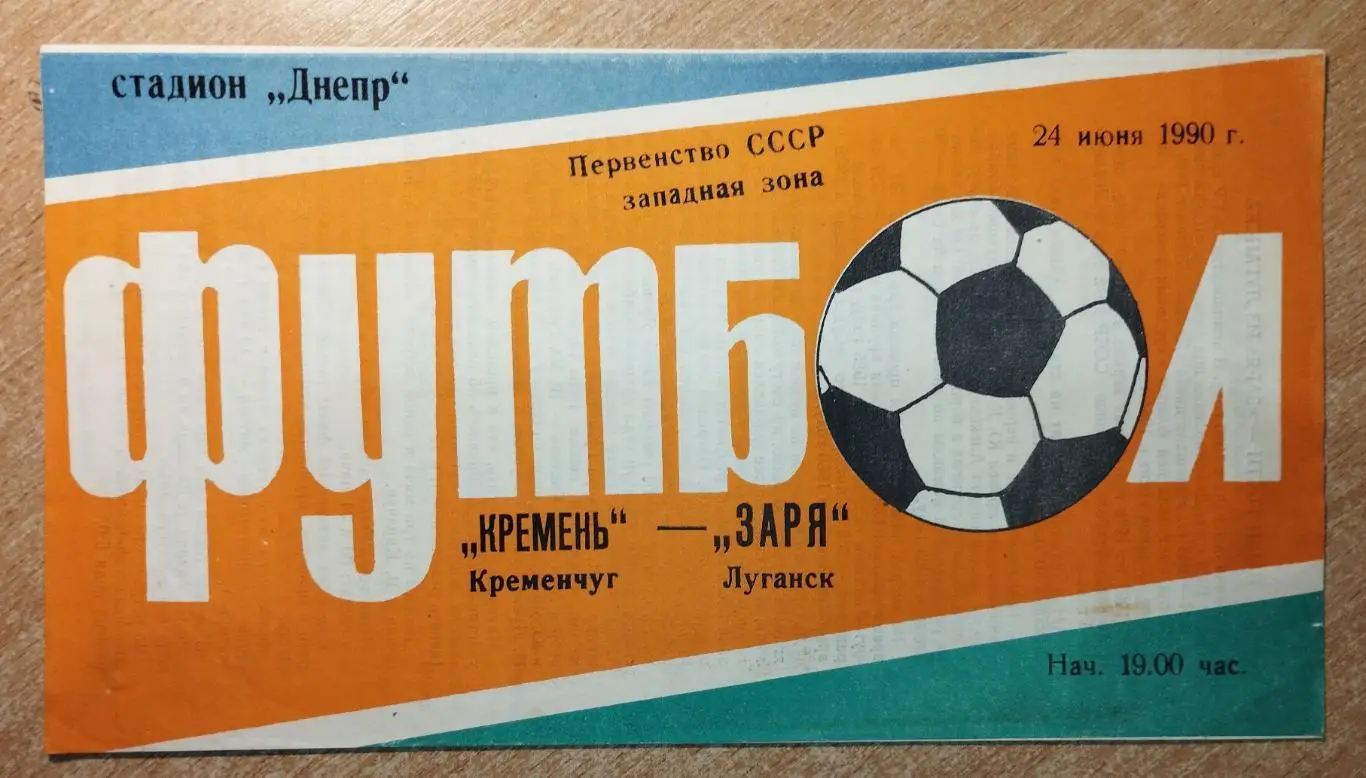 стадион „Днепр“
Первенство СССР
западная зона
24 июня 1990 г.
ФУТБОЛ
„КРЕМЕНЬ“ — „ЗАРЯ“
Кременчуг Луганск
Нач. 19.00 час.